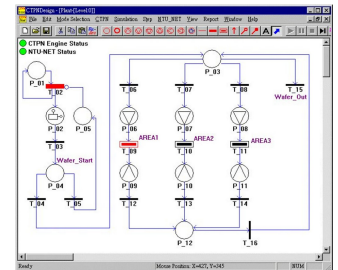 CTPNDesign - [Plant(Level:0)]
File Edit Mode Selection CTPN Simulation Step NTU_NET View Report Window Help
CTPN Engine Status
NTU-NET Status
P_01
P_03
T_02
T_06
T_07
T_08
T_15
Wafer_Out
P_02
P_05
P_06
P_07
P_08
T_03
AREA1
AREA2
AREA3
Wafer_Start
T_09
T_10
T_11
P_04
P_09
P_10
P_11
T_04
T_05
T_12
T_13
T_14
P_12
T_16
Ready
Mouse Position: X=427, Y=345
NUM